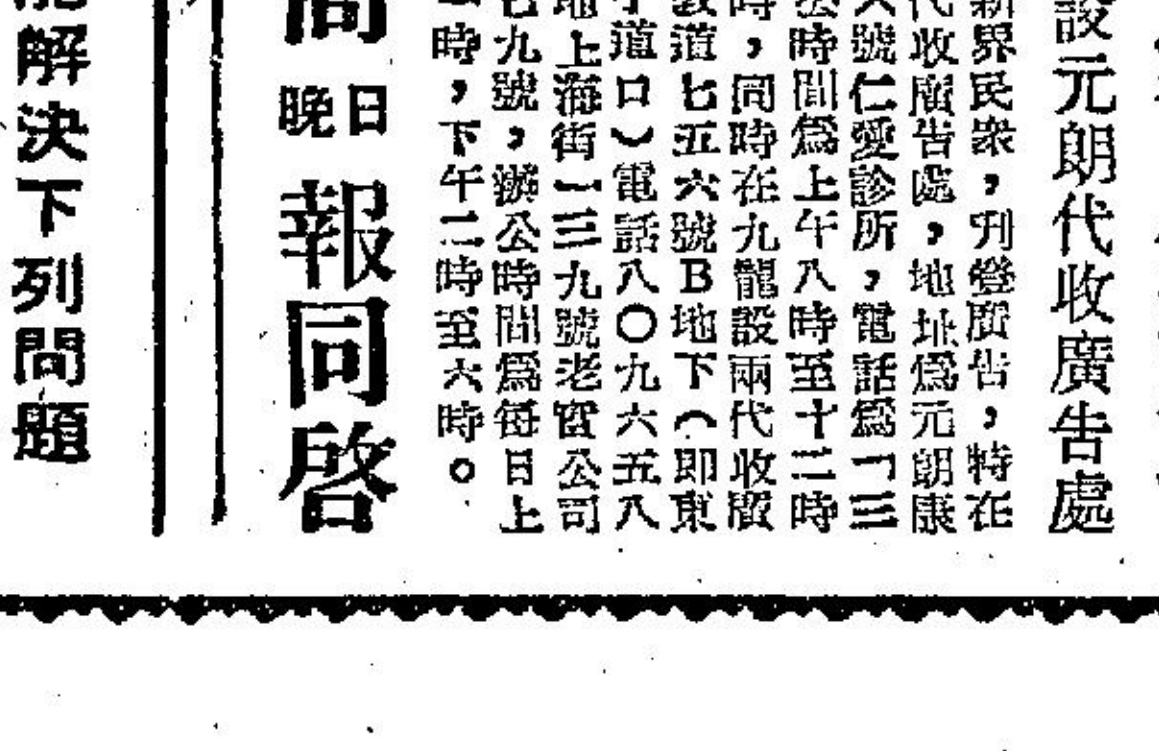 設元朗代收廣告處
新界民衆，刋登廣告，特在
代收廣告處，地址爲元朗康
號仁愛診所，電話爲「三
公時間爲上午八時至十二時
時，同時在九龍設兩代收廣
敦道七五六號B地下（即東
道口）電話八〇九六五八
地上海街一三九號老寶公司
七九號，辦公時間爲每日上
時，下午二時至六時。
日晚報同啓
能解決下列問題